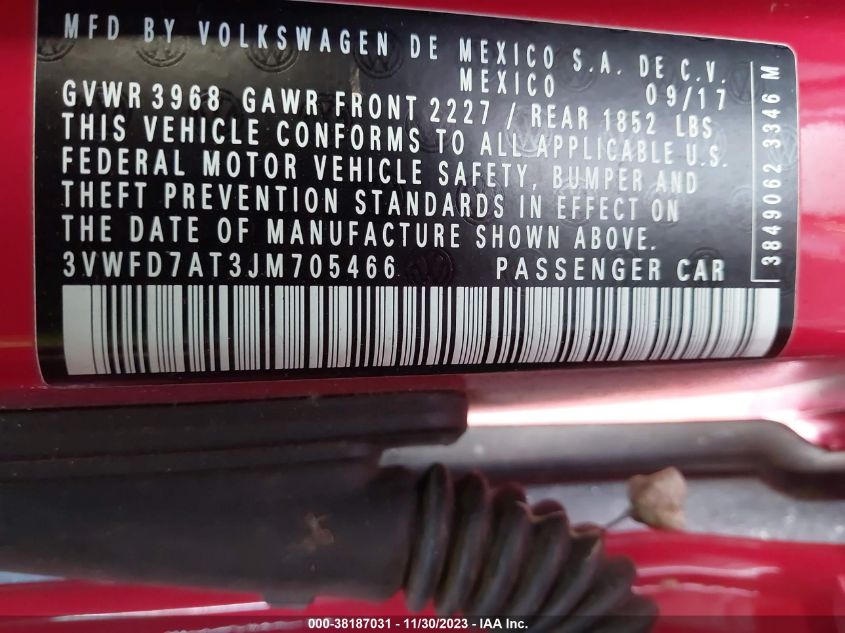 MFD BY VOLKSWAGEN DE MEXICO S.A. DE C.V.
MEXICO 09/17
GVWR 3968 GAWR FRONT 2227 / REAR 1852 LBS
THIS VEHICLE CONFORMS TO ALL APPLICABLE U.S.
FEDERAL MOTOR VEHICLE SAFETY, BUMPER AND
THEFT PREVENTION STANDARDS IN EFFECT ON
THE DATE OF MANUFACTURE SHOWN ABOVE.
3VWFD7AT3JM705466 PASSENGER CAR
3849062 3346 M
000-38187031 - 11/30/2023 - IAA Inc.